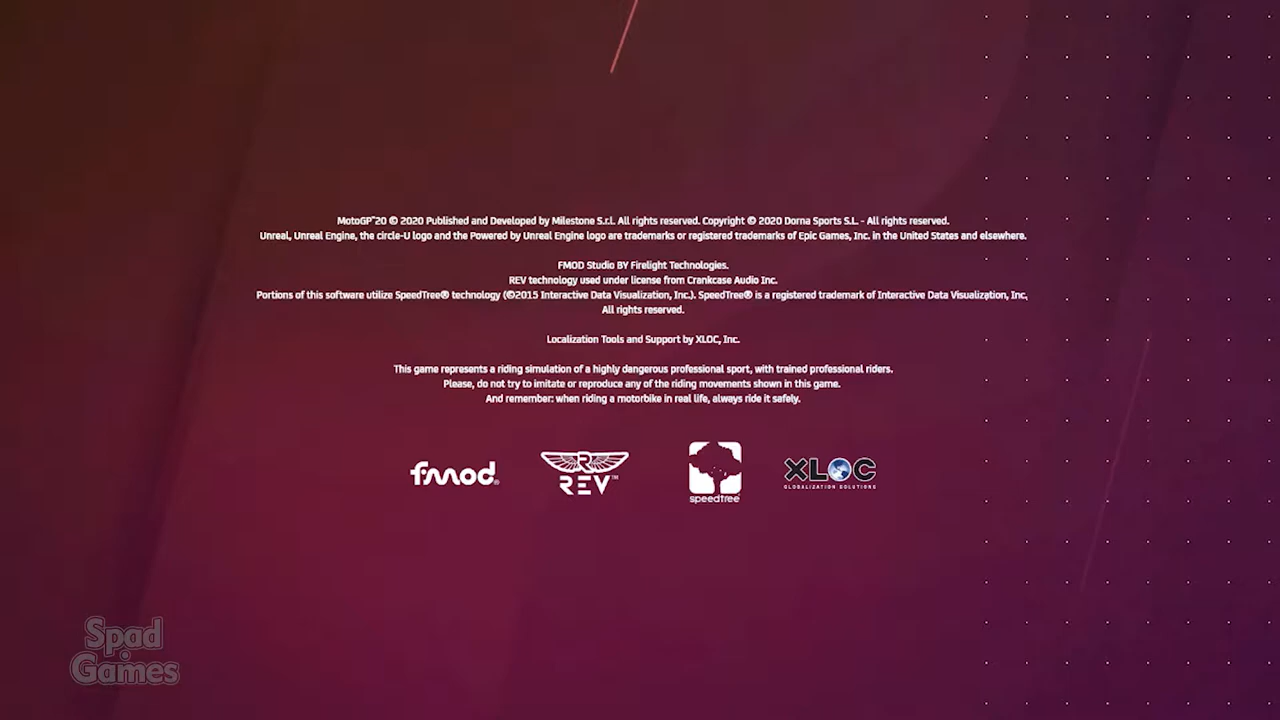 MotoGP™20 © 2020 Published and Developed by Milestone S.r.l. All rights reserved. Copyright © 2020 Dorna Sports S.L. - All rights reserved.
Unreal, Unreal Engine, the circle-U logo and the Powered by Unreal Engine logo are trademarks or registered trademarks of Epic Games, Inc. in the United States and elsewhere.
FMOD Studio BY Firelight Technologies.
REV technology used under license from Crankcase Audio Inc.
Portions of this software utilize SpeedTree® technology (©2015 Interactive Data Visualization, Inc.). SpeedTree® is a registered trademark of Interactive Data Visualization, Inc.
All rights reserved.
Localization Tools and Support by XLOC, Inc.
This game represents a riding simulation of a highly dangerous professional sport, with trained professional riders.
Please, do not try to imitate or reproduce any of the riding movements shown in this game.
And remember: when riding a motorbike in real life, always ride it safely.
fmod®
R
REV™
speedtree
XLOC
GLOBALIZATION SOLUTIONS
Spad
Games